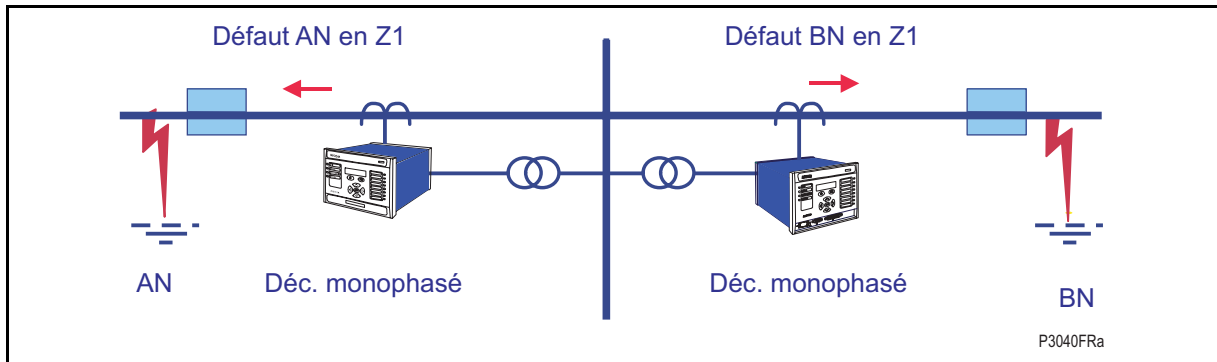 Défaut AN en Z1
Défaut BN en Z1
AN
Déc. monophasé
Déc. monophasé
BN
P3040FRa